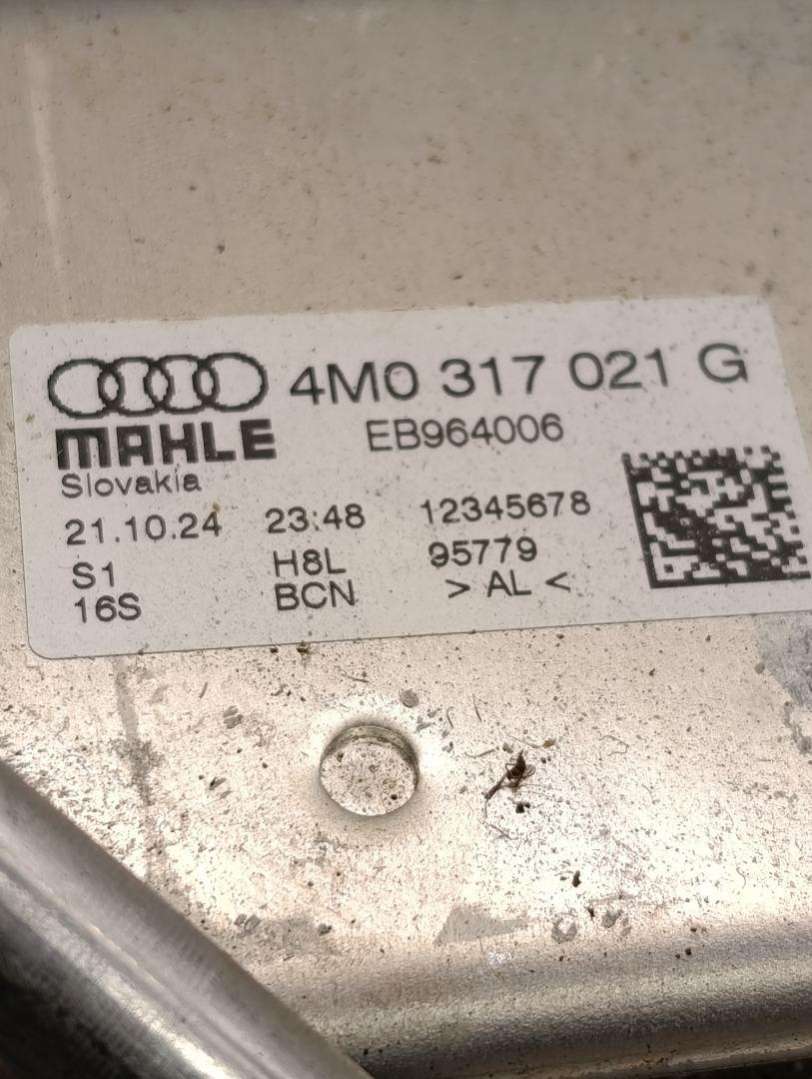 4M0 317 021 G
MAHLE EB964006
Slovakia
21.10.24 23:48 12345678
S1 H8L 95779
16S BCN > AL <